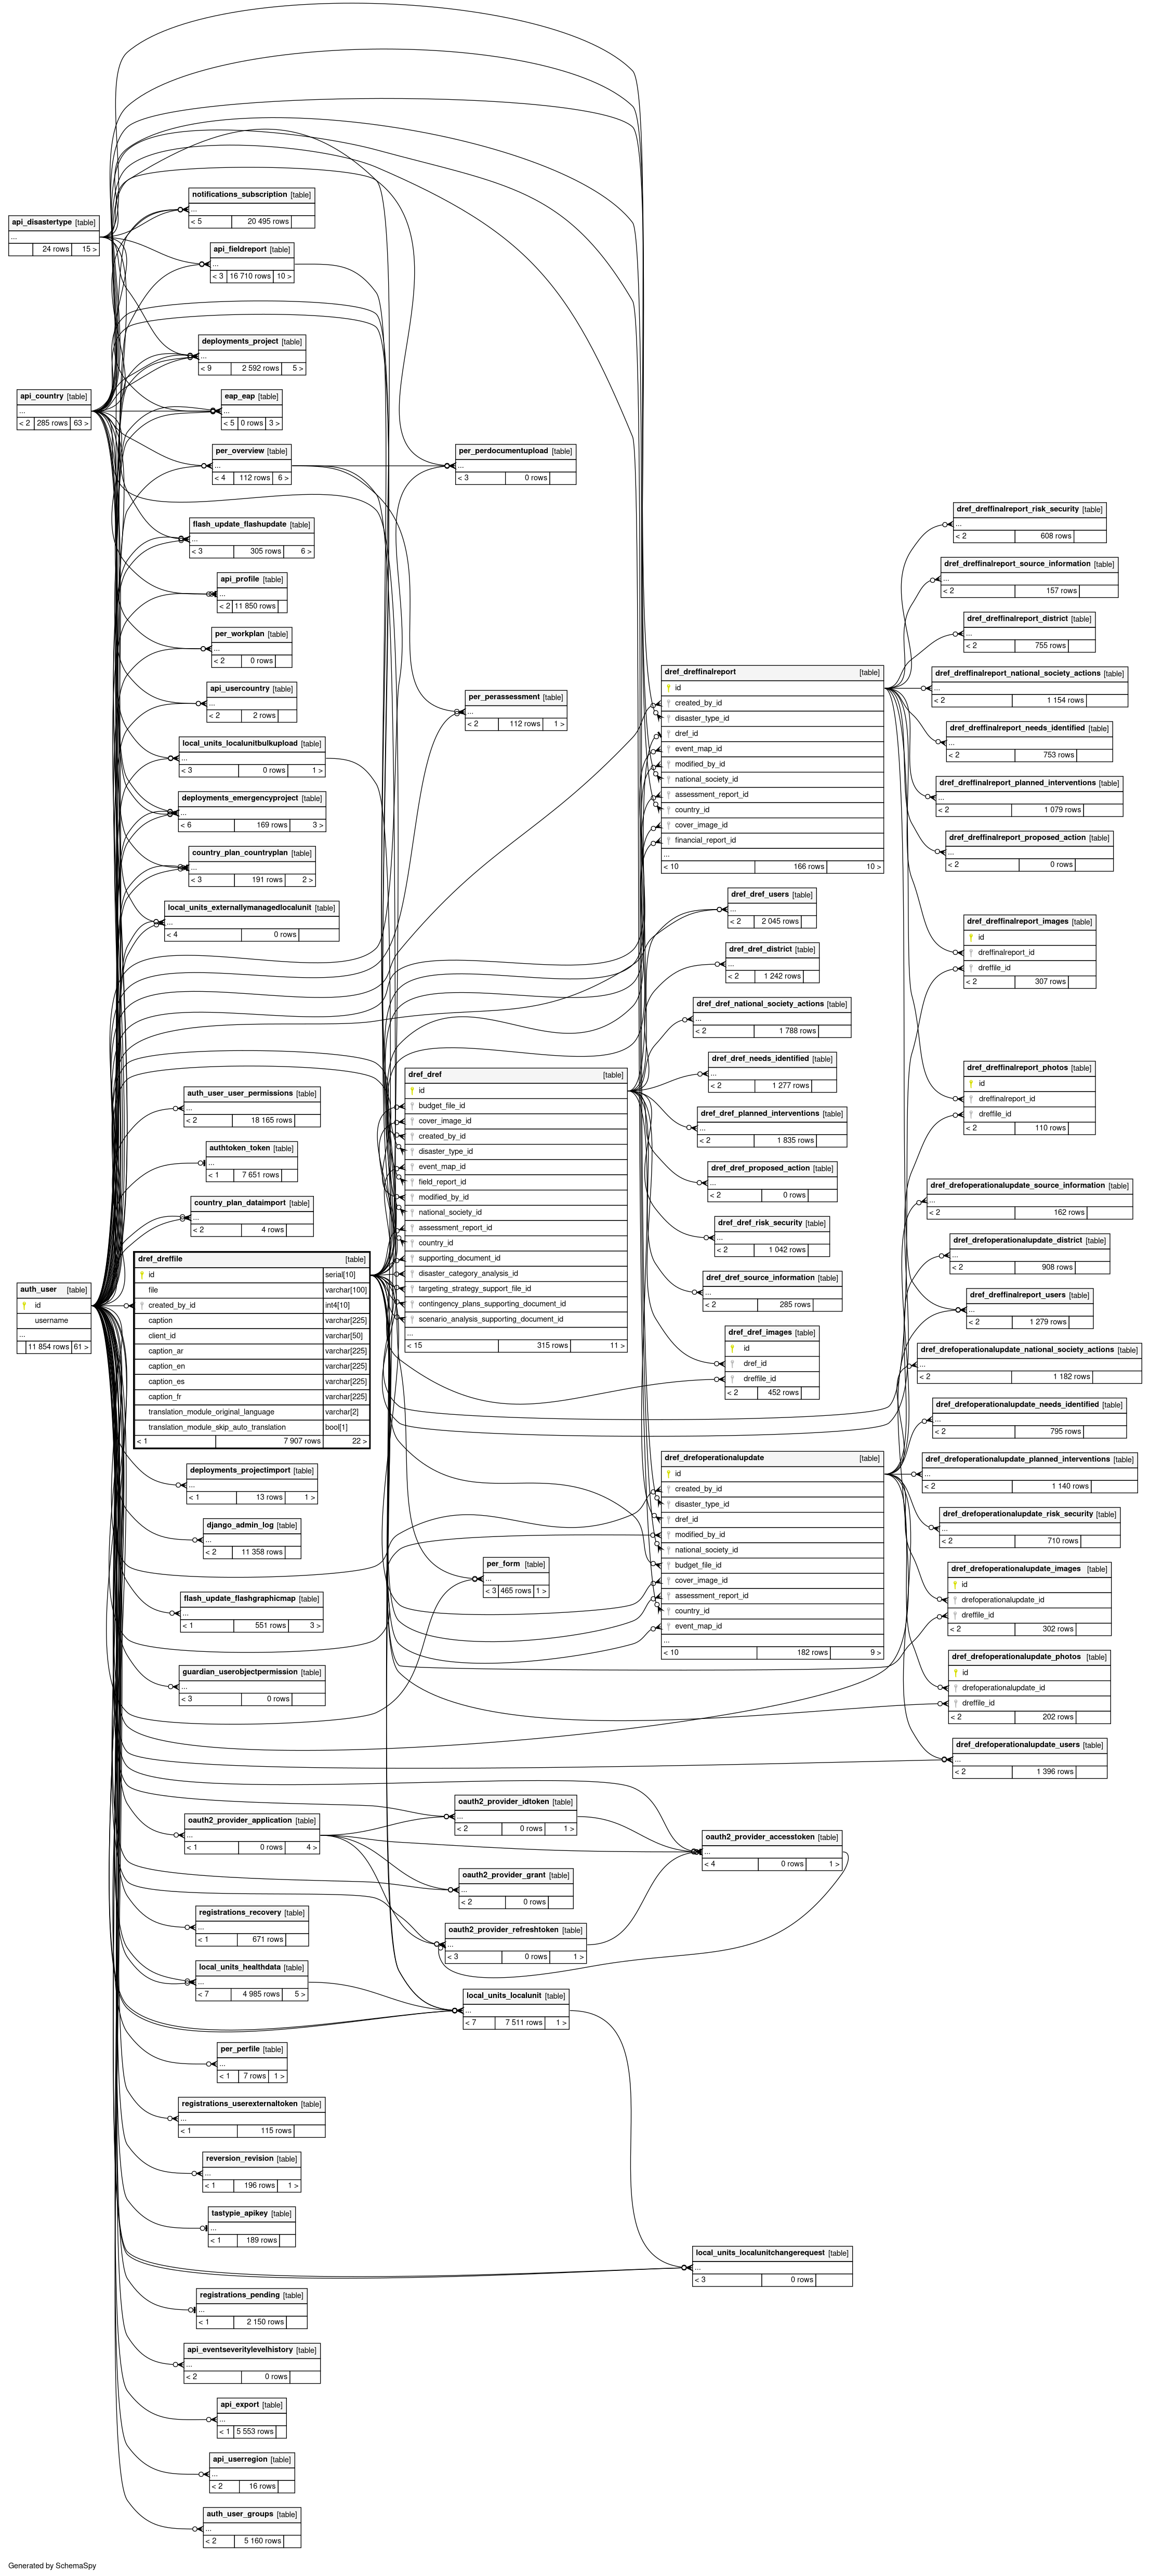 notifications_subscription [table]
...
< 5 20 495 rows
api_disastertype [table]
...
24 rows 15 >
api_fieldreport [table]
...
< 3 16 710 rows 10 >
deployments_project [table]
...
< 9 2 592 rows 5 >
api_country [table]
...
< 2 285 rows 63 >
eap_eap [table]
...
< 5 0 rows 3 >
per_overview [table]
...
< 4 112 rows 6 >
per_perdocumentupload [table]
...
< 3 0 rows
flash_update_flashupdate [table]
...
< 3 305 rows 6 >
api_profile [table]
...
< 2 11 850 rows
per_workplan [table]
...
< 2 0 rows
api_usercountry [table]
...
< 2 2 rows
per_perassessment [table]
...
< 2 112 rows 1 >
local_units_localunitbulkupload [table]
...
< 3 0 rows 1 >
deployments_emergencyproject [table]
...
< 6 169 rows 3 >
country_plan_countryplan [table]
...
< 3 191 rows 2 >
local_units_externallymanagedlocalunit [table]
...
< 4 0 rows
dref_dreffinalreport [table]
id
created_by_id
disaster_type_id
dref_id
event_map_id
modified_by_id
national_society_id
assessment_report_id
country_id
cover_image_id
financial_report_id
...
< 10 166 rows 10 >
dref_dreffinalreport_risk_security [table]
...
< 2 608 rows
dref_dreffinalreport_source_information [table]
...
< 2 157 rows
dref_dreffinalreport_district [table]
...
< 2 755 rows
dref_dreffinalreport_national_society_actions [table]
...
< 2 1 154 rows
dref_dreffinalreport_needs_identified [table]
...
< 2 753 rows
dref_dreffinalreport_planned_interventions [table]
...
< 2 1 079 rows
dref_dreffinalreport_proposed_action [table]
...
< 2 0 rows
dref_dreffinalreport_images [table]
id
dreffinalreport_id
dreffile_id
< 2 307 rows
dref_dreffinalreport_photos [table]
id
dreffinalreport_id
dreffile_id
< 2 110 rows
dref_dref_users [table]
...
< 2 2 045 rows
dref_dref_district [table]
...
< 2 1 242 rows
dref_dref_national_society_actions [table]
...
< 2 1 788 rows
dref_dref_needs_identified [table]
...
< 2 1 277 rows
dref_dref_planned_interventions [table]
...
< 2 1 835 rows
dref_dref_proposed_action [table]
...
< 2 0 rows
dref_dref_risk_security [table]
...
< 2 1 042 rows
dref_dref_source_information [table]
...
< 2 285 rows
dref_dref_images [table]
id
dref_id
dreffile_id
< 2 452 rows
dref_dref [table]
id
budget_file_id
cover_image_id
created_by_id
disaster_type_id
event_map_id
field_report_id
modified_by_id
national_society_id
assessment_report_id
country_id
supporting_document_id
disaster_category_analysis_id
targeting_strategy_support_file_id
contingency_plans_supporting_document_id
scenario_analysis_supporting_document_id
...
< 15 315 rows 11 >
auth_user_user_permissions [table]
...
< 2 18 165 rows
authtoken_token [table]
...
< 1 7 651 rows
country_plan_dataimport [table]
...
< 2 4 rows
auth_user [table]
id
username
...
11 854 rows 61 >
dref_dreffile [table]
id serial[10]
file varchar[100]
created_by_id int4[10]
caption varchar[225]
client_id varchar[50]
caption_ar varchar[225]
caption_en varchar[225]
caption_es varchar[225]
caption_fr varchar[225]
translation_module_original_language varchar[2]
translation_module_skip_auto_translation bool[1]
< 1 7 907 rows 22 >
dref_drefoperationalupdate_source_information [table]
...
< 2 162 rows
dref_drefoperationalupdate_district [table]
...
< 2 908 rows
dref_dreffinalreport_users [table]
...
< 2 1 279 rows
dref_drefoperationalupdate_national_society_actions [table]
...
< 2 1 182 rows
dref_drefoperationalupdate_needs_identified [table]
...
< 2 795 rows
dref_drefoperationalupdate_planned_interventions [table]
...
< 2 1 140 rows
dref_drefoperationalupdate_risk_security [table]
...
< 2 710 rows
dref_drefoperationalupdate_images [table]
id
drefoperationalupdate_id
dreffile_id
< 2 302 rows
dref_drefoperationalupdate_photos [table]
id
drefoperationalupdate_id
dreffile_id
< 2 202 rows
dref_drefoperationalupdate_users [table]
...
< 2 1 396 rows
dref_drefoperationalupdate [table]
id
created_by_id
disaster_type_id
dref_id
modified_by_id
national_society_id
budget_file_id
cover_image_id
assessment_report_id
country_id
event_map_id
...
< 10 182 rows 9 >
deployments_projectimport [table]
...
< 1 13 rows 1 >
django_admin_log [table]
...
< 2 11 358 rows
per_form [table]
...
< 3 465 rows 1 >
flash_update_flashgraphicmap [table]
...
< 1 551 rows 3 >
guardian_userobjectpermission [table]
...
< 3 0 rows
oauth2_provider_idtoken [table]
...
< 2 0 rows 1 >
oauth2_provider_application [table]
...
< 1 0 rows 4 >
oauth2_provider_accesstoken [table]
...
< 4 0 rows 1 >
oauth2_provider_grant [table]
...
< 2 0 rows
registrations_recovery [table]
...
< 1 671 rows
oauth2_provider_refreshtoken [table]
...
< 3 0 rows 1 >
local_units_healthdata [table]
...
< 7 4 985 rows 5 >
local_units_localunit [table]
...
< 7 7 511 rows 1 >
per_perfile [table]
...
< 1 7 rows 1 >
registrations_userexternaltoken [table]
...
< 1 115 rows
reversion_revision [table]
...
< 1 196 rows 1 >
tastypie_apikey [table]
...
< 1 189 rows
local_units_localunitchangerequest [table]
...
< 3 0 rows
registrations_pending [table]
...
< 1 2 150 rows
api_eventseveritylevelhistory [table]
...
< 2 0 rows
api_export [table]
...
< 1 5 553 rows
api_userregion [table]
...
< 2 16 rows
auth_user_groups [table]
...
< 2 5 160 rows
Generated by SchemaSpy